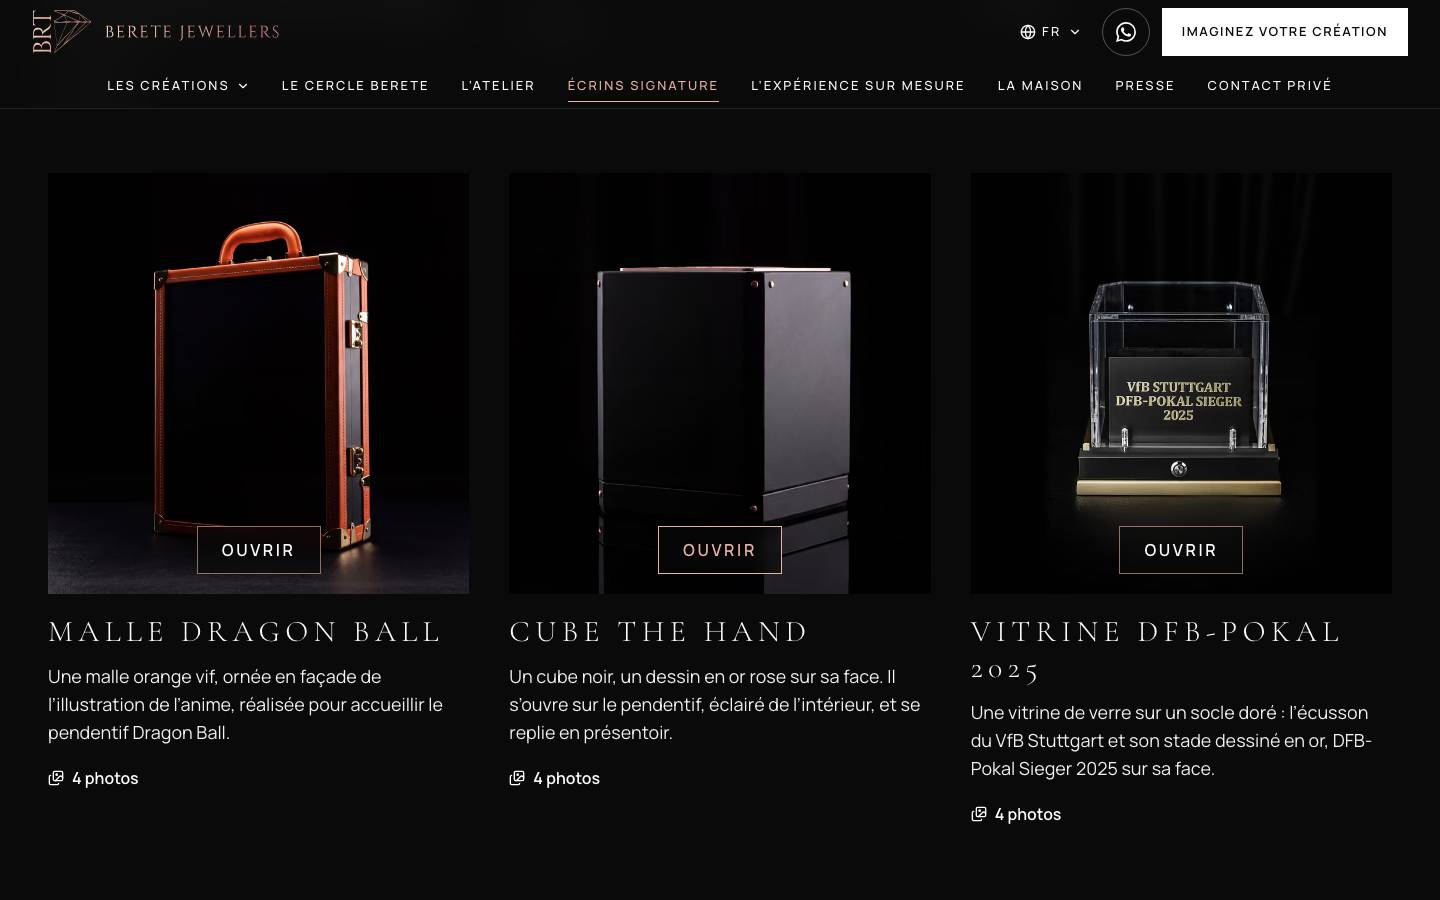 BRT
BERETE JEWELLERS
FR
IMAGINEZ VOTRE CRÉATION
LES CRÉATIONS
LE CERCLE BERETE
L'ATELIER
ÉCRINS SIGNATURE
L'EXPÉRIENCE SUR MESURE
LA MAISON
PRESSE
CONTACT PRIVÉ
OUVRIR
MALLE DRAGON BALL
Une malle orange vif, ornée en façade de
l'illustration de l'anime, réalisée pour accueillir le
pendentif Dragon Ball.
4 photos
OUVRIR
CUBE THE HAND
Un cube noir, un dessin en or rose sur sa face. Il
s'ouvre sur le pendentif, éclairé de l'intérieur, et se
replie en présentoir.
4 photos
VfB STUTTGART
DFB-POKAL SIEGER
2025
OUVRIR
VITRINE DFB-POKAL
2025
Une vitrine de verre sur un socle doré : l'écusson
du VfB Stuttgart et son stade dessiné en or, DFB-
Pokal Sieger 2025 sur sa face.
4 photos